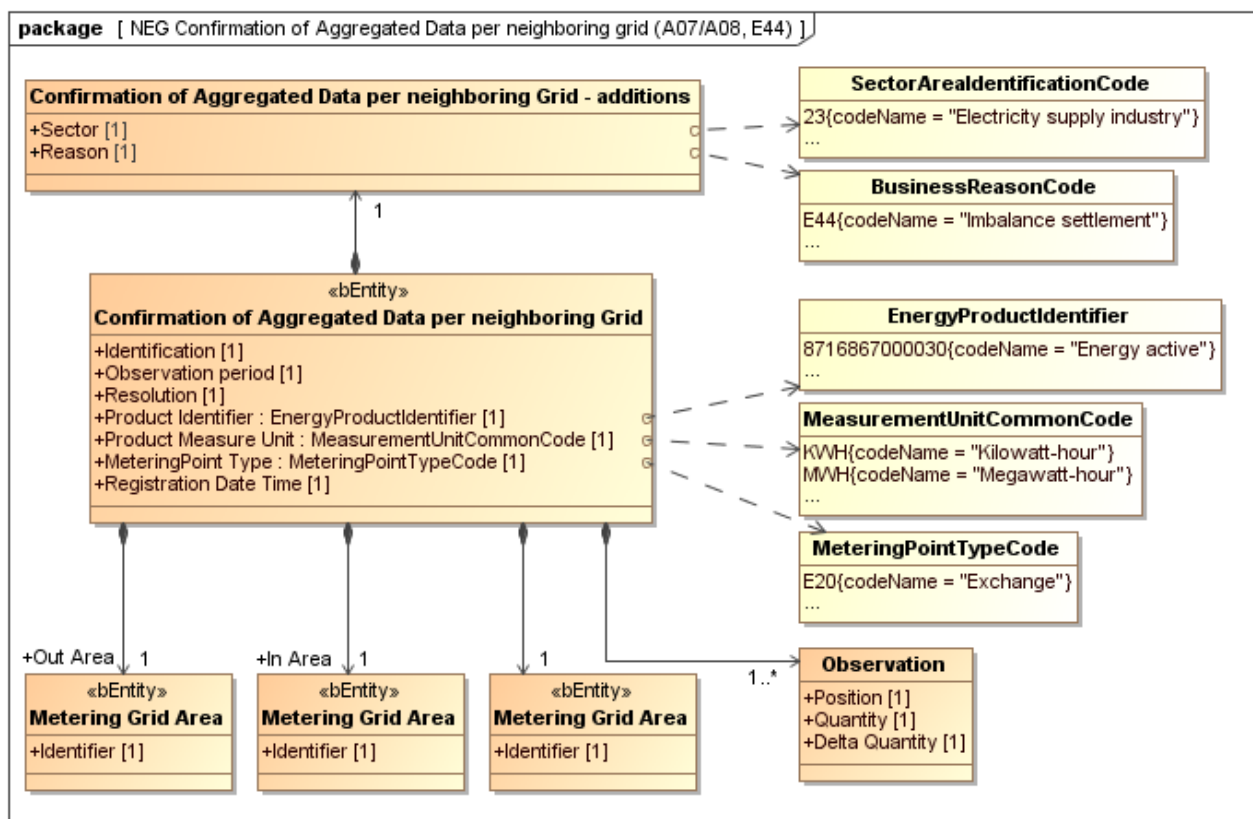 package [ NEG Confirmation of Aggregated Data per neighboring grid (A07/A08, E44) ]
Confirmation of Aggregated Data per neighboring Grid - additions
+Sector [1]
+Reason [1]
SectorAreaIdentificationCode
23{codeName = "Electricity supply industry"}
...
BusinessReasonCode
E44{codeName = "Imbalance settlement"}
...
1
«bEntity»
Confirmation of Aggregated Data per neighboring Grid
+Identification [1]
+Observation period [1]
+Resolution [1]
+Product Identifier : EnergyProductIdentifier [1]
+Product Measure Unit : MeasurementUnitCommonCode [1]
+MeteringPoint Type : MeteringPointTypeCode [1]
+Registration Date Time [1]
EnergyProductIdentifier
8716867000030{codeName = "Energy active"}
...
MeasurementUnitCommonCode
KWH{codeName = "Kilowatt-hour"}
MWH{codeName = "Megawatt-hour"}
...
MeteringPointTypeCode
E20{codeName = "Exchange"}
...
+Out Area 1
+In Area 1
1
1..*
«bEntity»
Metering Grid Area
+Identifier [1]
«bEntity»
Metering Grid Area
+Identifier [1]
«bEntity»
Metering Grid Area
+Identifier [1]
Observation
+Position [1]
+Quantity [1]
+Delta Quantity [1]